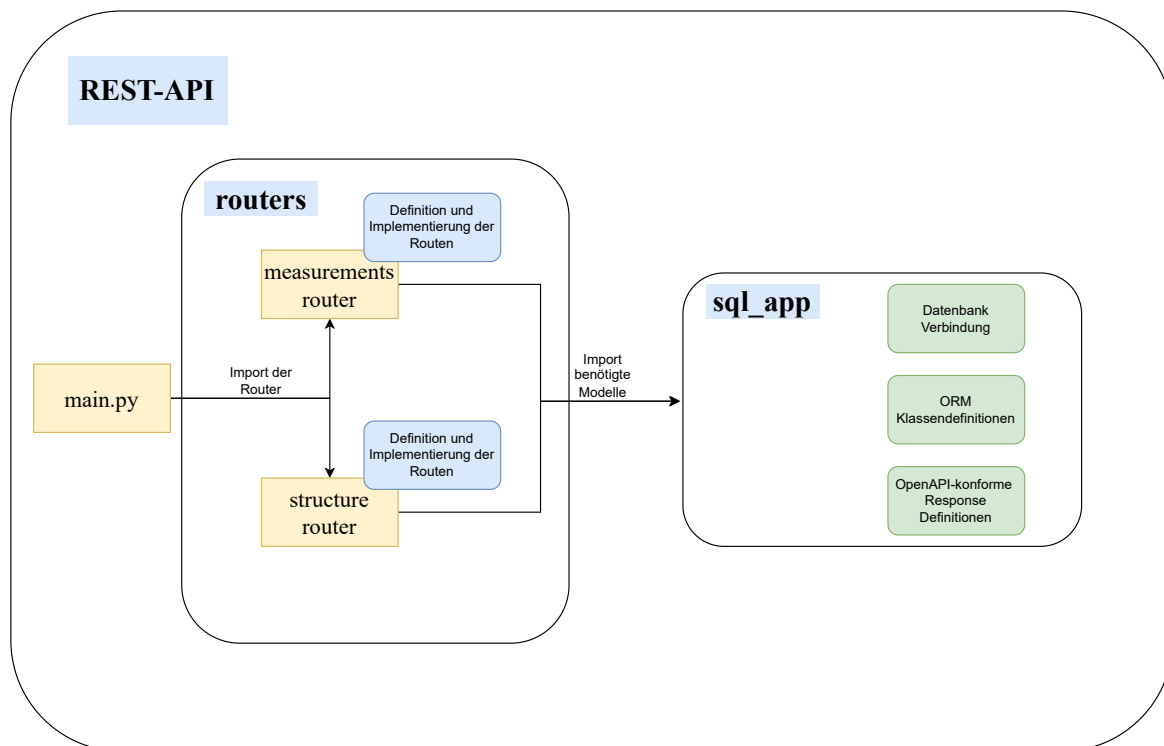 REST-API
routers
Definition und
Implementierung der
Routen
measurements
router
main.py
Import der
Router
Definition und
Implementierung der
Routen
structure
router
Import
benötigte
Modelle
sql_app
Datenbank
Verbindung
ORM
Klassendefinitionen
OpenAPI-konforme
Response
Definitionen